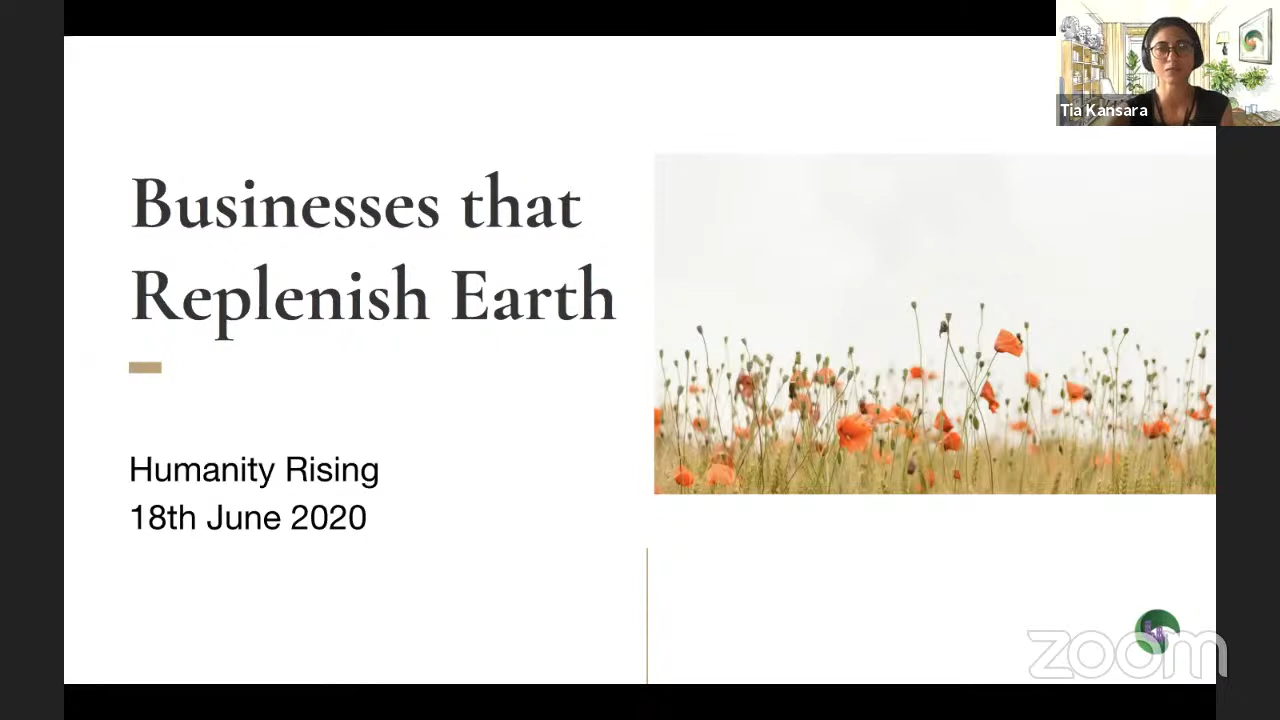 Tia Kansara
Businesses that
Replenish Earth
Humanity Rising
18th June 2020
zoom